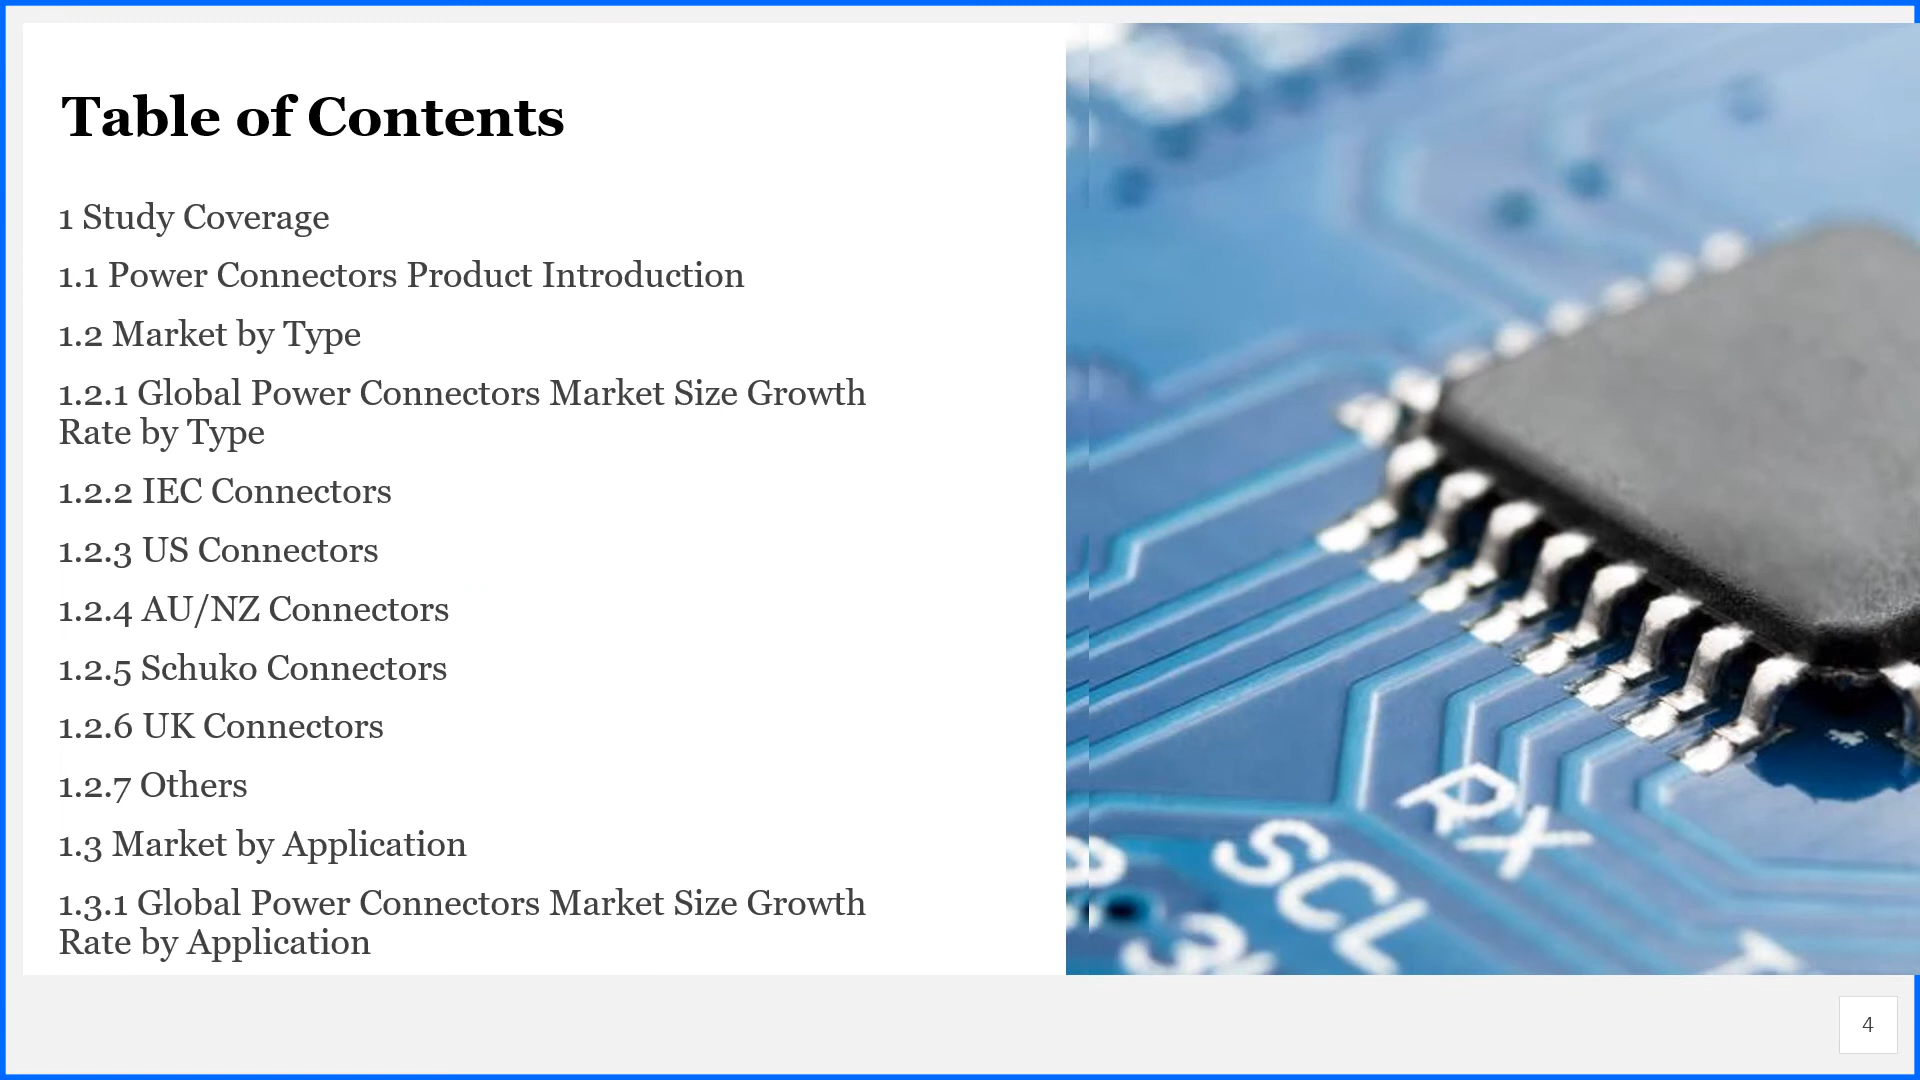 Table of Contents
1 Study Coverage
1.1 Power Connectors Product Introduction
1.2 Market by Type
1.2.1 Global Power Connectors Market Size Growth
Rate by Type
1.2.2 IEC Connectors
1.2.3 US Connectors
1.2.4 AU/NZ Connectors
1.2.5 Schuko Connectors
1.2.6 UK Connectors
1.2.7 Others
1.3 Market by Application
1.3.1 Global Power Connectors Market Size Growth
Rate by Application
RX
SCL
4